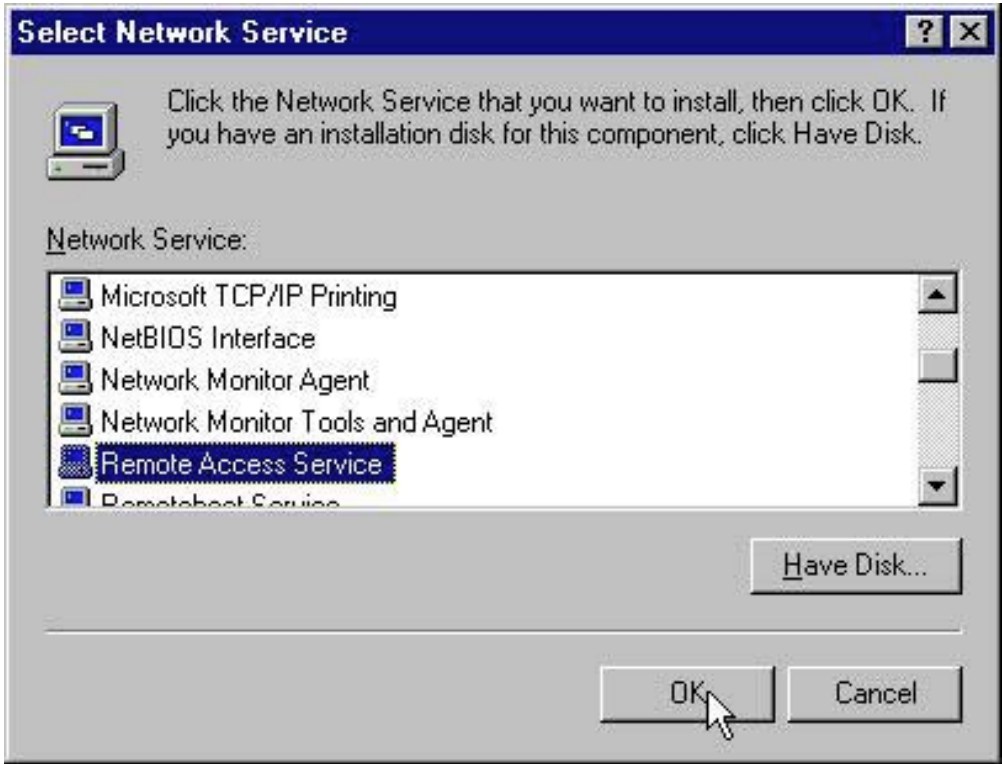 Select Network Service
Click the Network Service that you want to install, then click OK. If
you have an installation disk for this component, click Have Disk.
Network Service:
Microsoft TCP/IP Printing
NetBIOS Interface
Network Monitor Agent
Network Monitor Tools and Agent
Remote Access Service
Remoteboot Service
Have Disk...
OK
Cancel